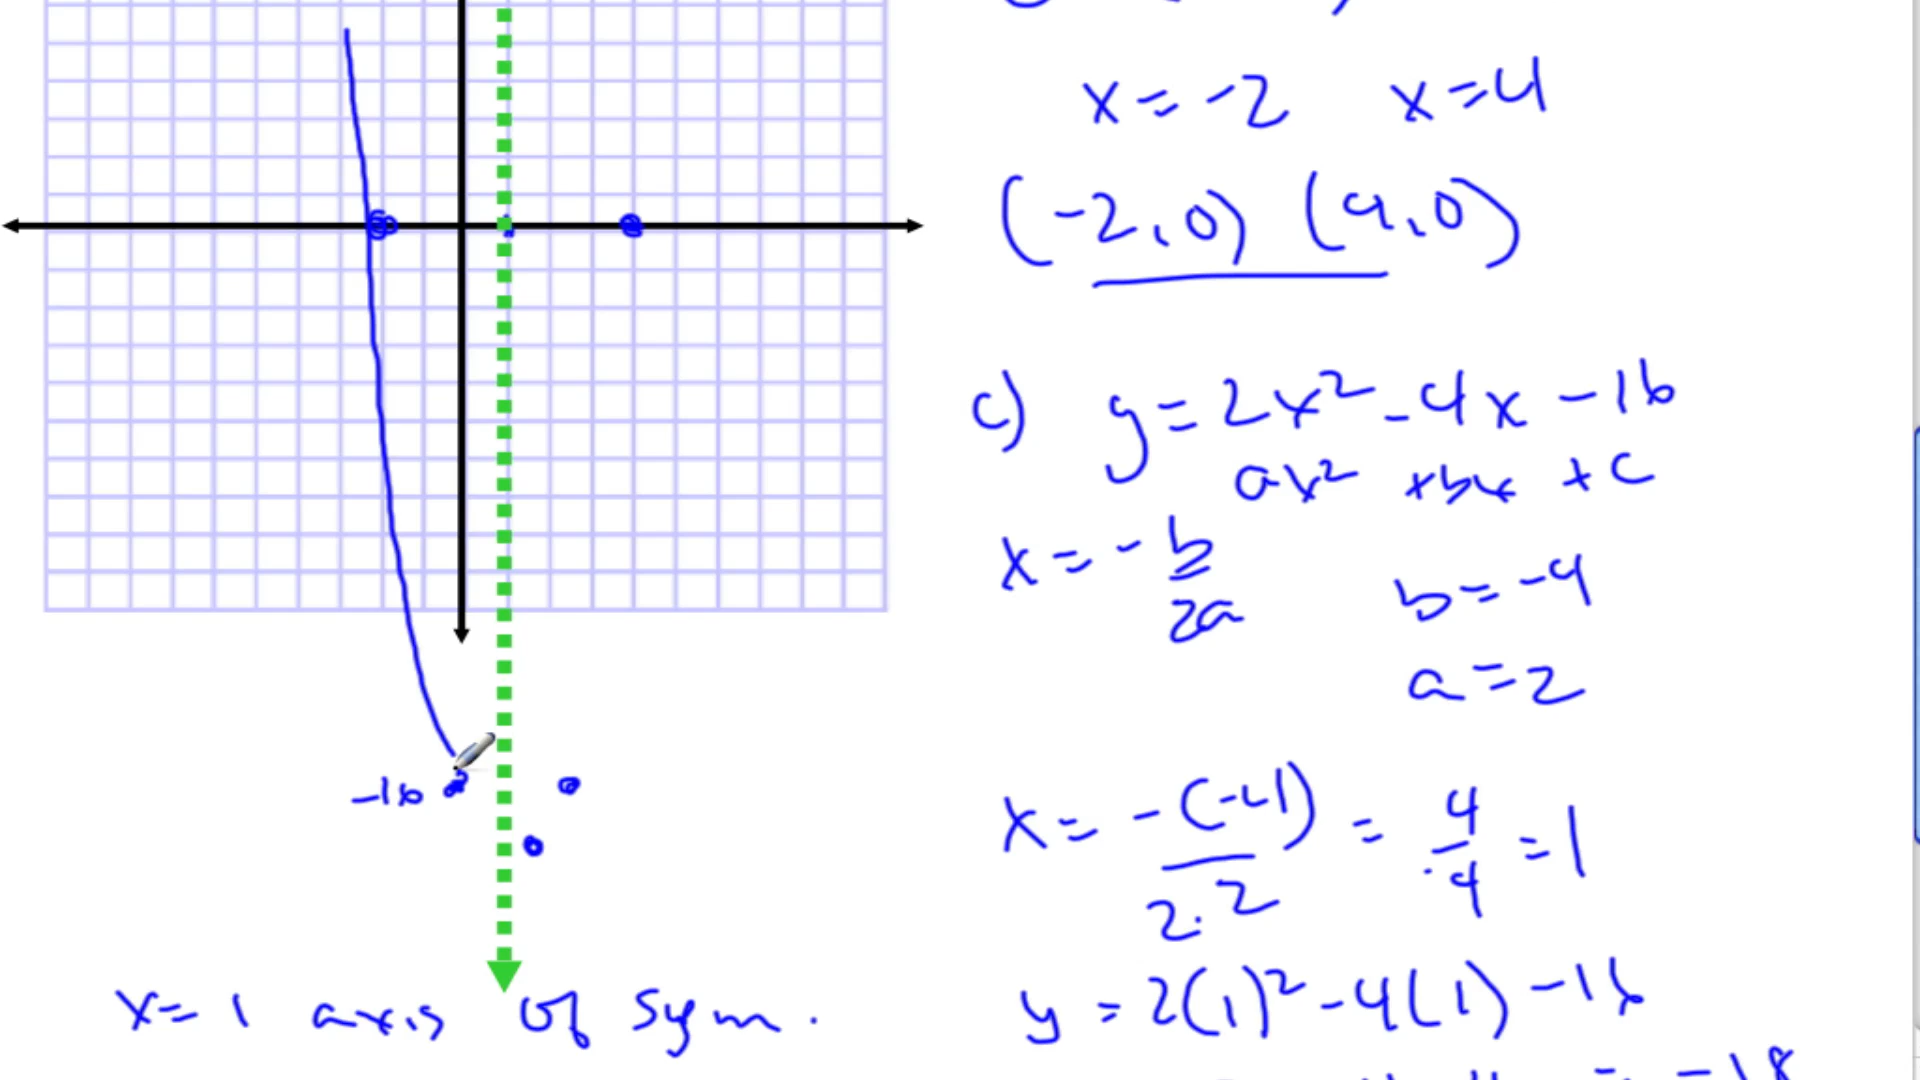 x = -2 x = 4
(-2, 0) (4, 0)
c) y = 2x² - 4x - 16
ax² + bx + c
x = - b/2a
b = -4
a = 2
x = -(-4)/2·2 = 4/4 = 1
y = 2(1)² - 4(1) - 16
= -18
-16
x = 1 axis of sym.